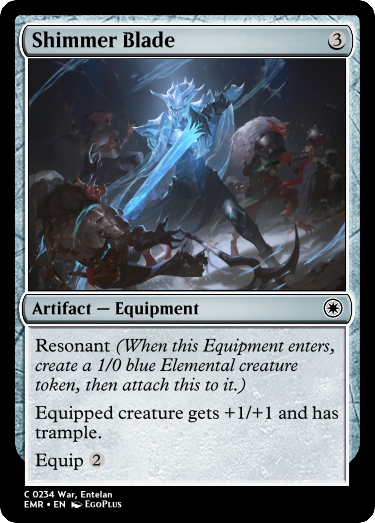 Shimmer Blade 3
Artifact — Equipment
Resonant (When this Equipment enters,
create a 1/0 blue Elemental creature
token, then attach this to it.)
Equipped creature gets +1/+1 and has
trample.
Equip 2
C 0234 War, Entelan
EMR • EN EgoPlus